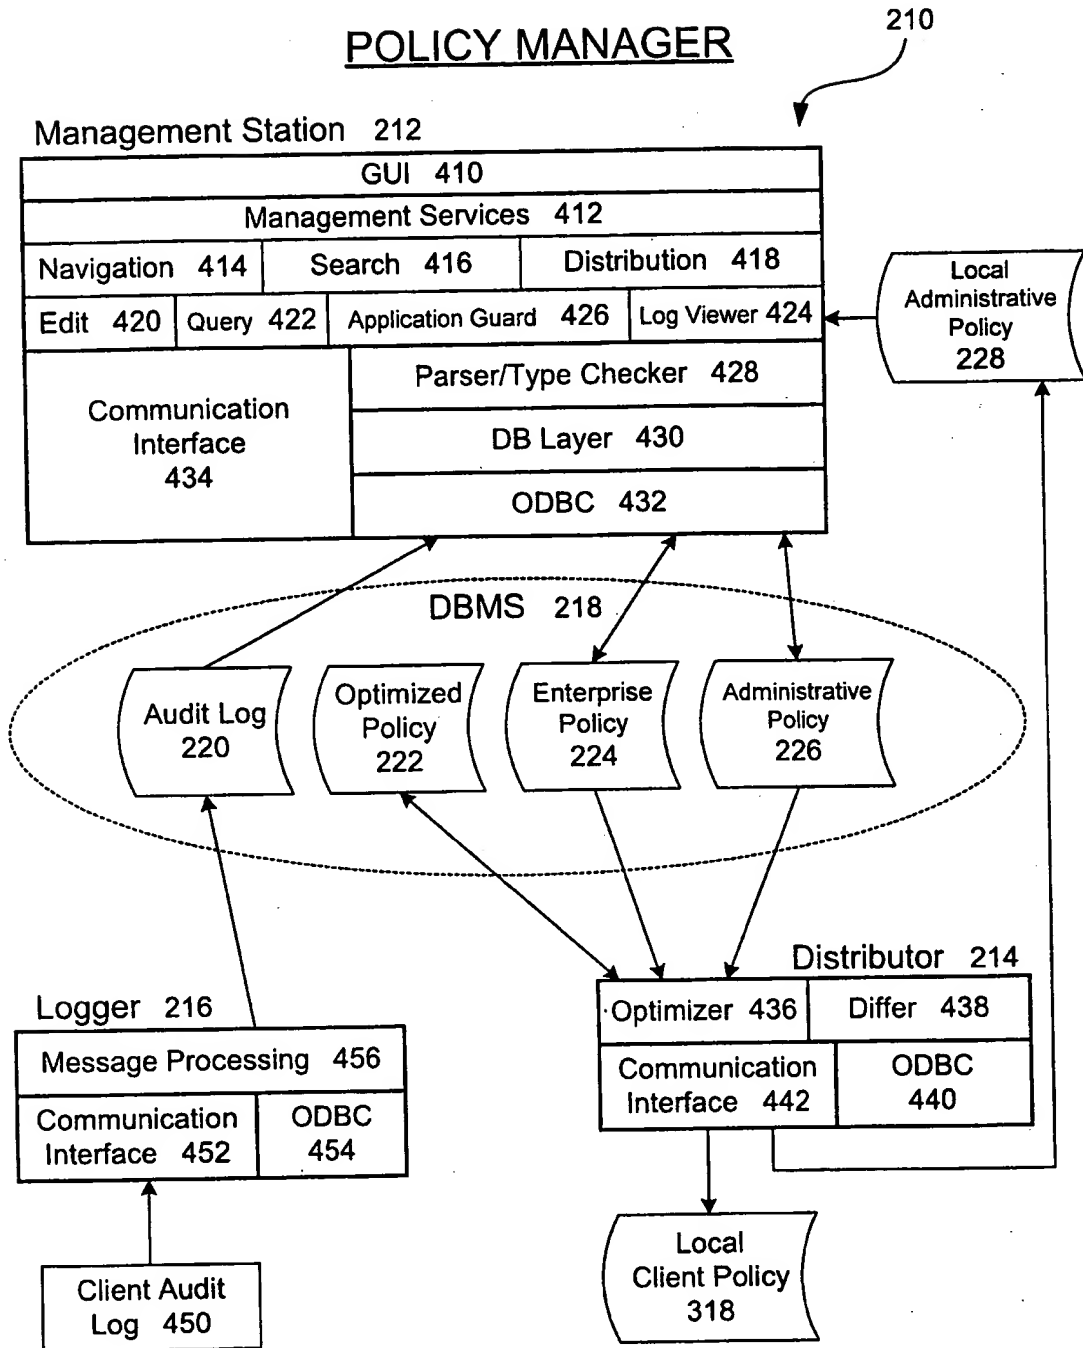 POLICY MANAGER
210
Management Station 212
GUI 410
Management Services 412
Navigation 414
Search 416
Distribution 418
Edit 420
Query 422
Application Guard 426
Log Viewer 424
Local
Administrative
Policy
228
Communication
Interface
434
Parser/Type Checker 428
DB Layer 430
ODBC 432
DBMS 218
Audit Log
220
Optimized
Policy
222
Enterprise
Policy
224
Administrative
Policy
226
Distributor 214
Optimizer 436
Differ 438
Communication
Interface 442
ODBC
440
Logger 216
Message Processing 456
Communication
Interface 452
ODBC
454
Client Audit
Log 450
Local
Client Policy
318